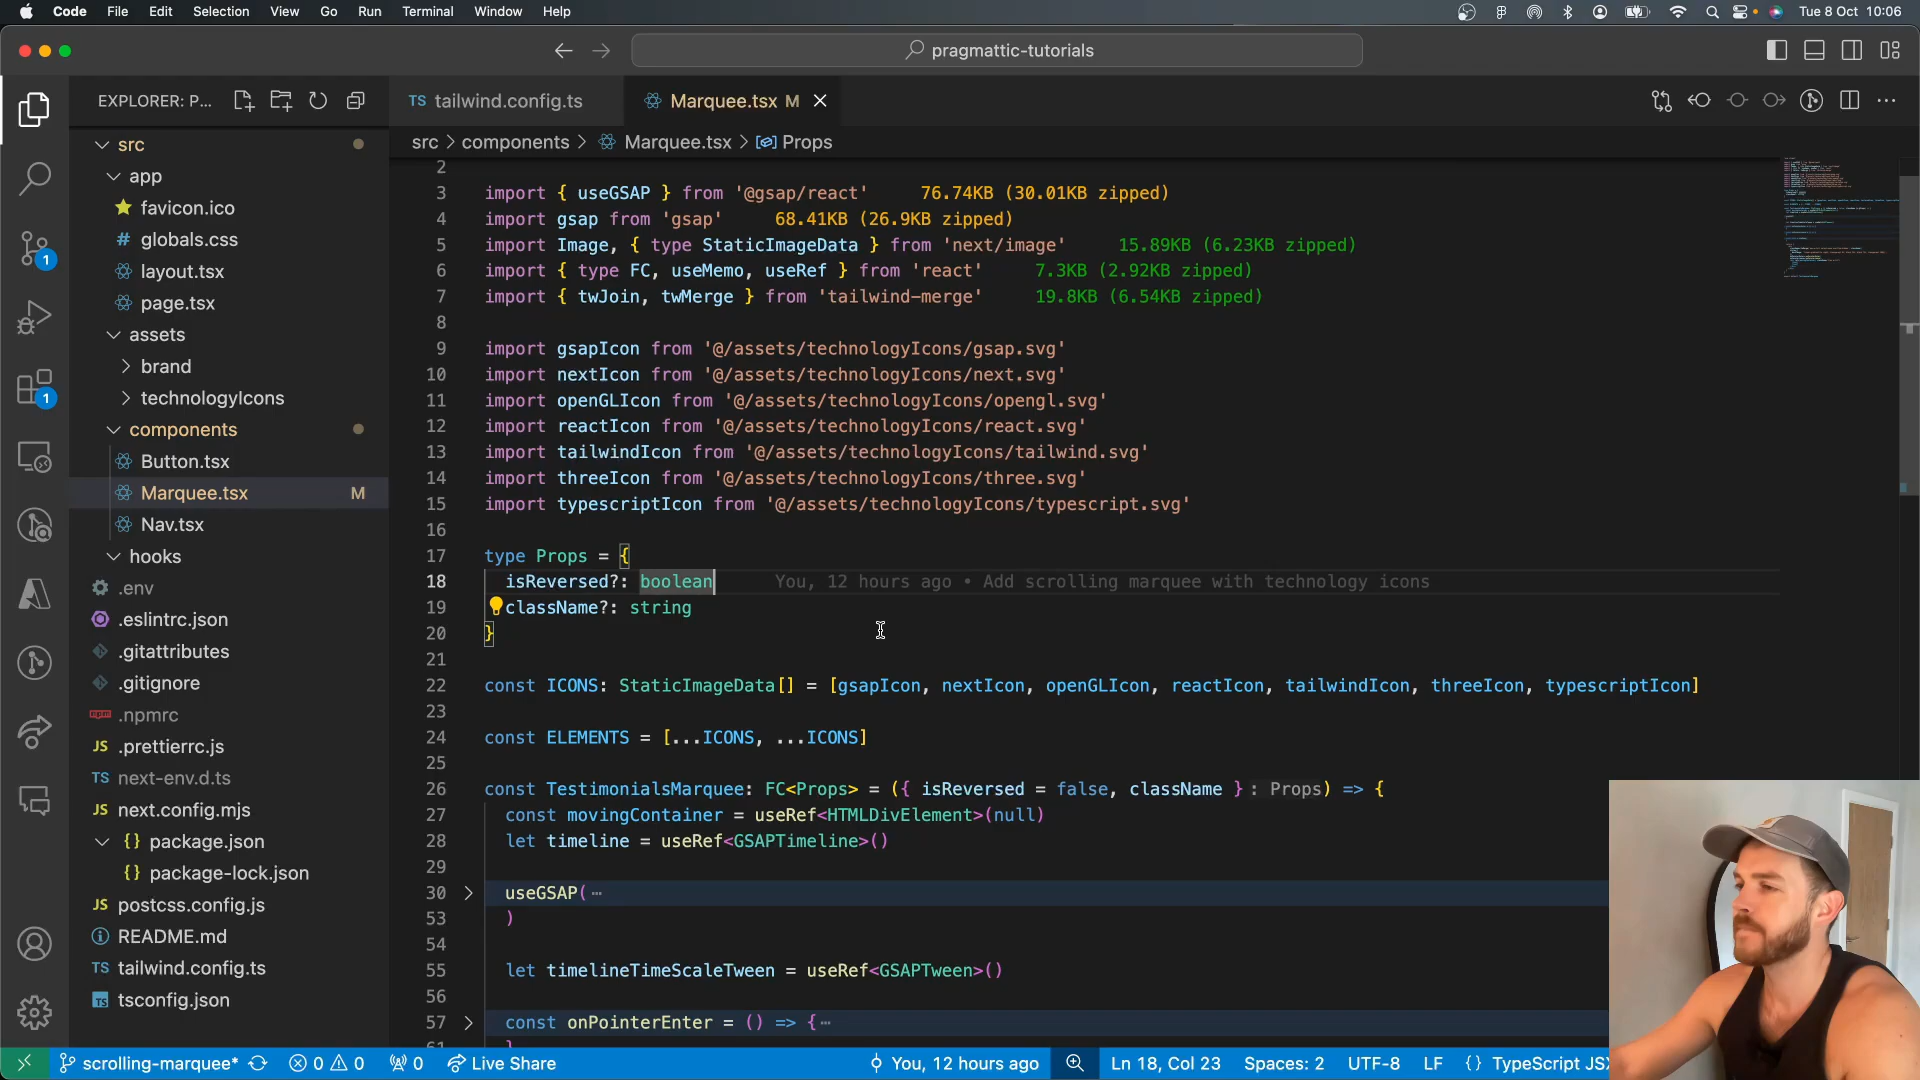 Code File Edit Selection View Go Run Terminal Window Help Tue 8 Oct 10:06
pragmattic-tutorials
EXPLORER: P...
TS tailwind.config.ts
Marquee.tsx M
src > components > Marquee.tsx > Props
src
app
favicon.ico
# globals.css
layout.tsx
page.tsx
assets
brand
technologyIcons
components
Button.tsx
Marquee.tsx M
Nav.tsx
hooks
.env
.eslintrc.json
.gitattributes
.gitignore
.npmrc
JS .prettierrc.js
TS next-env.d.ts
JS next.config.mjs
{} package.json
{} package-lock.json
JS postcss.config.js
README.md
TS tailwind.config.ts
TS tsconfig.json
1
1
2
3 import { useGSAP } from '@gsap/react' 76.74KB (30.01KB zipped)
4 import gsap from 'gsap' 68.41KB (26.9KB zipped)
5 import Image, { type StaticImageData } from 'next/image' 15.89KB (6.23KB zipped)
6 import { type FC, useMemo, useRef } from 'react' 7.3KB (2.92KB zipped)
7 import { twJoin, twMerge } from 'tailwind-merge' 19.8KB (6.54KB zipped)
8
9 import gsapIcon from '@/assets/technologyIcons/gsap.svg'
10 import nextIcon from '@/assets/technologyIcons/next.svg'
11 import openGLIcon from '@/assets/technologyIcons/opengl.svg'
12 import reactIcon from '@/assets/technologyIcons/react.svg'
13 import tailwindIcon from '@/assets/technologyIcons/tailwind.svg'
14 import threeIcon from '@/assets/technologyIcons/three.svg'
15 import typescriptIcon from '@/assets/technologyIcons/typescript.svg'
16
17 type Props = {
18 isReversed?: boolean You, 12 hours ago • Add scrolling marquee with technology icons
19 className?: string
20 }
21
22 const ICONS: StaticImageData[] = [gsapIcon, nextIcon, openGLIcon, reactIcon, tailwindIcon, threeIcon, typescriptIcon]
23
24 const ELEMENTS = [...ICONS, ...ICONS]
25
26 const TestimonialsMarquee: FC<Props> = ({ isReversed = false, className }: Props) => {
27 const movingContainer = useRef<HTMLDivElement>(null)
28 let timeline = useRef<GSAPTimeline>()
29
30 useGSAP( ⋯
53 )
54
55 let timelineTimeScaleTween = useRef<GSAPTween>()
56
57 const onPointerEnter = () => { ⋯
61 }
scrolling-marquee* 0 0 0 Live Share You, 12 hours ago Ln 18, Col 23 Spaces: 2 UTF-8 LF {} TypeScript JSX